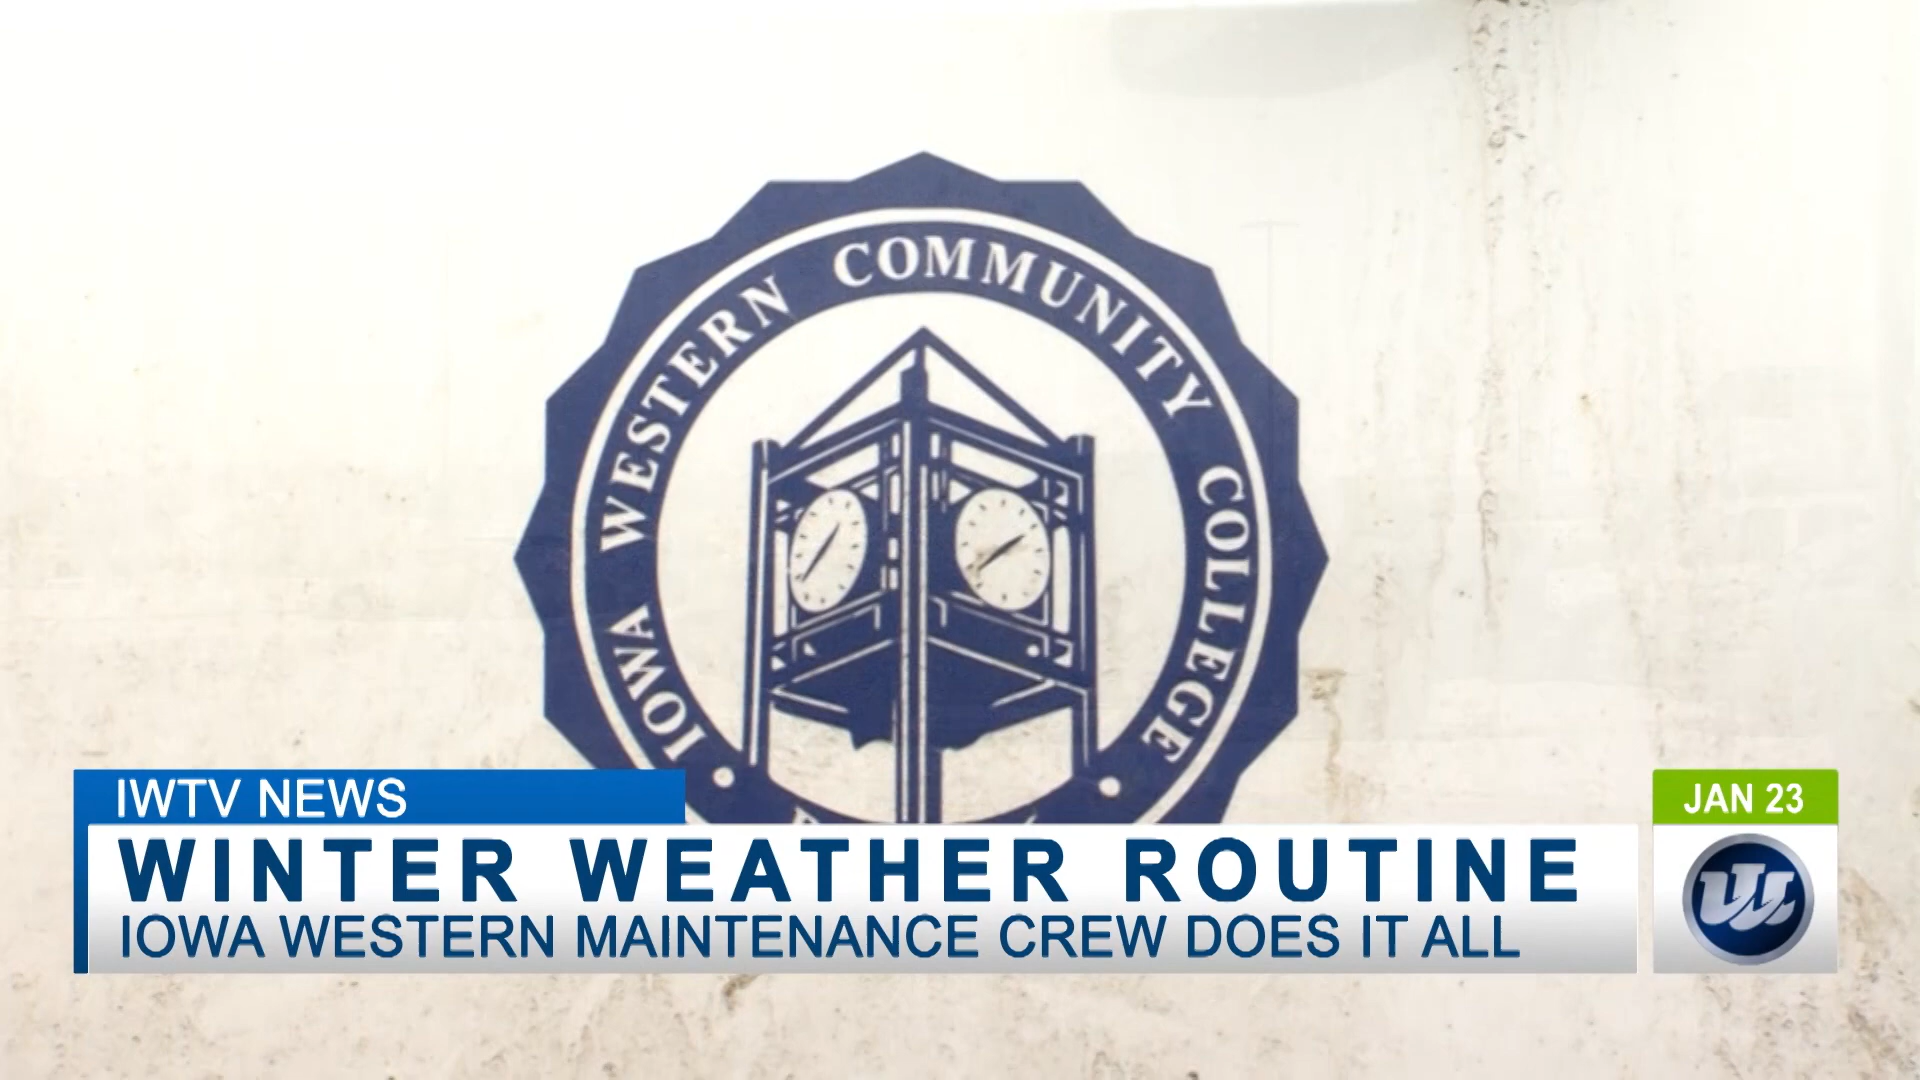 IOWA WESTERN COMMUNITY COLLEGE
IWTV NEWS
WINTER WEATHER ROUTINE
IOWA WESTERN MAINTENANCE CREW DOES IT ALL
JAN 23